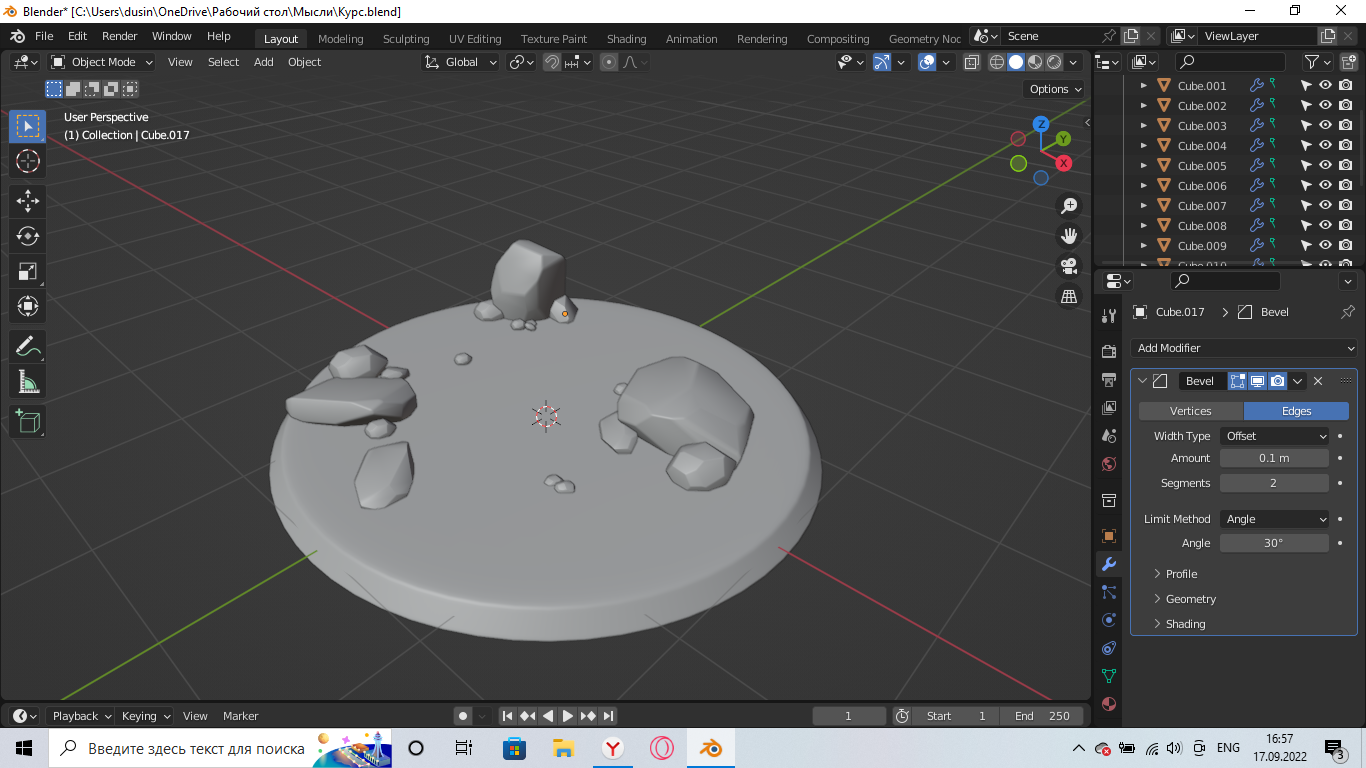 Blender* [C:\Users\dusin\OneDrive\Рабочий стол\Мысли\Курс.blend]
File Edit Render Window Help Layout Modeling Sculpting UV Editing Texture Paint Shading Animation Rendering Compositing Geometry Noc Scene ViewLayer
Object Mode View Select Add Object Global
Options
User Perspective
(1) Collection | Cube.017
Z
Y
X
Cube.001
Cube.002
Cube.003
Cube.004
Cube.005
Cube.006
Cube.007
Cube.008
Cube.009
Cube.010
Cube.017 Bevel
Add Modifier
Bevel
Vertices Edges
Width Type Offset
Amount 0.1 m
Segments 2
Limit Method Angle
Angle 30°
Profile
Geometry
Shading
Playback Keying View Marker 1 Start 1 End 250
Введите здесь текст для поиска
ENG
16:57
17.09.2022
3